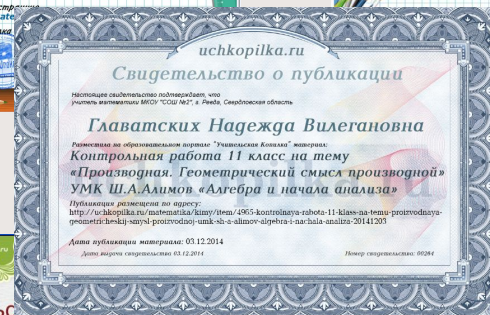 uchkopilka.ru
Свидетельство о публикации
Настоящее свидетельство подтверждает, что
учитель математики МКОУ "СОШ №2", г. Ревда, Свердловская область
Главатских Надежда Вилегановна
Разместила на образовательном портале "Учительская Копилка" материал:
Контрольная работа 11 класс на тему
«Производная. Геометрический смысл производной»
УМК Ш.А.Алимов «Алгебра и начала анализа»
Публикация размещена по адресу:
http://uchkopilka.ru/matematika/kimy/item/4965-kontrolnaya-rabota-11-klass-na-temu-proizvodnaya-
geometricheskij-smysl-proizvodnoj-umk-sh-a-alimov-algebra-i-nachala-analiza-20141203
Дата публикации материала: 03.12.2014
Дата выдачи свидетельства 03.12.2014 Номер свидетельства: 00284